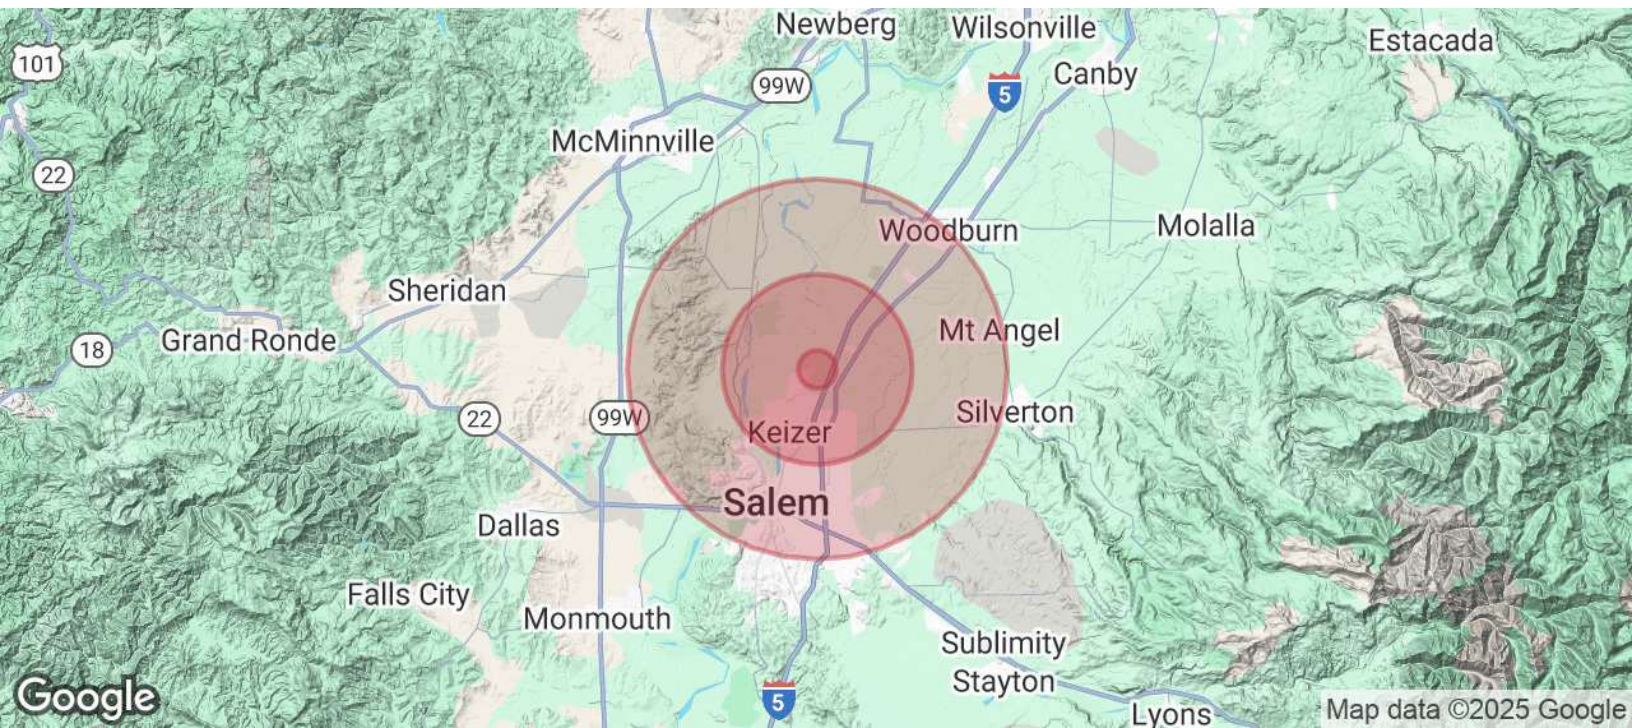 Newberg
Wilsonville
Estacada
101
Canby
99W
5
McMinnville
22
Woodburn
Molalla
Sheridan
Mt Angel
Grand Ronde
18
Silverton
22
99W
Keizer
Salem
Dallas
Falls City
Monmouth
Sublimity
Stayton
Google
5
Lyons
Map data ©2025 Google